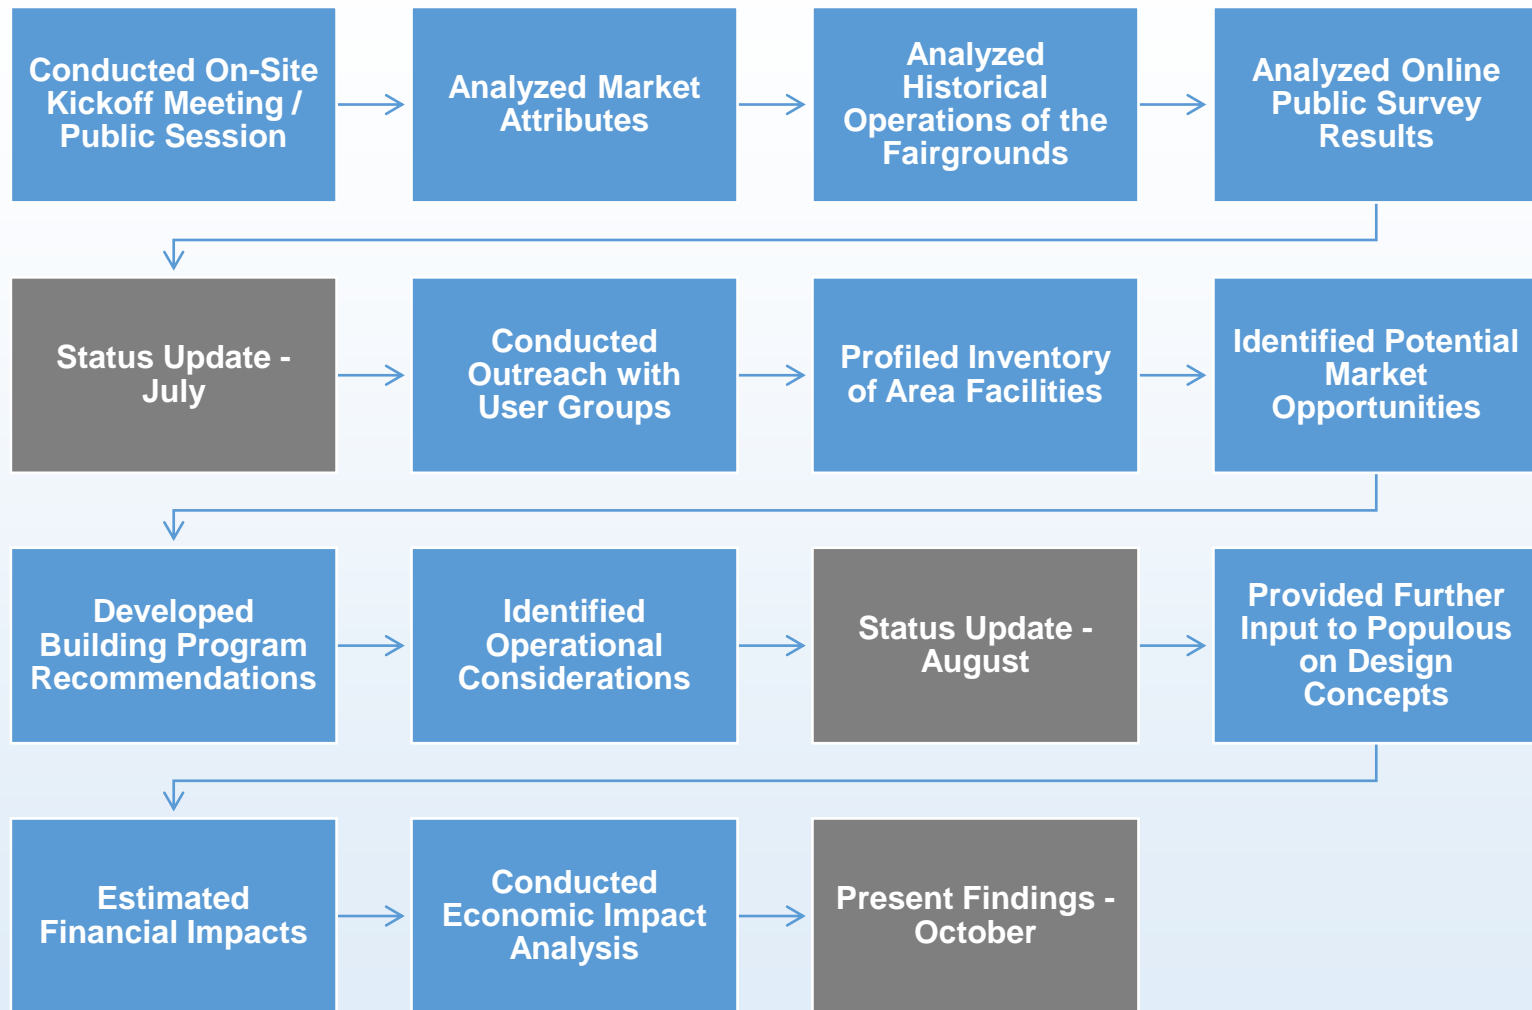 Conducted On-Site
Kickoff Meeting /
Public Session
Analyzed Market
Attributes
Analyzed
Historical
Operations of the
Fairgrounds
Analyzed Online
Public Survey
Results
Status Update -
July
Conducted
Outreach with
User Groups
Profiled Inventory
of Area Facilities
Identified Potential
Market
Opportunities
Developed
Building Program
Recommendations
Identified
Operational
Considerations
Status Update -
August
Provided Further
Input to Populous
on Design
Concepts
Estimated
Financial Impacts
Conducted
Economic Impact
Analysis
Present Findings -
October